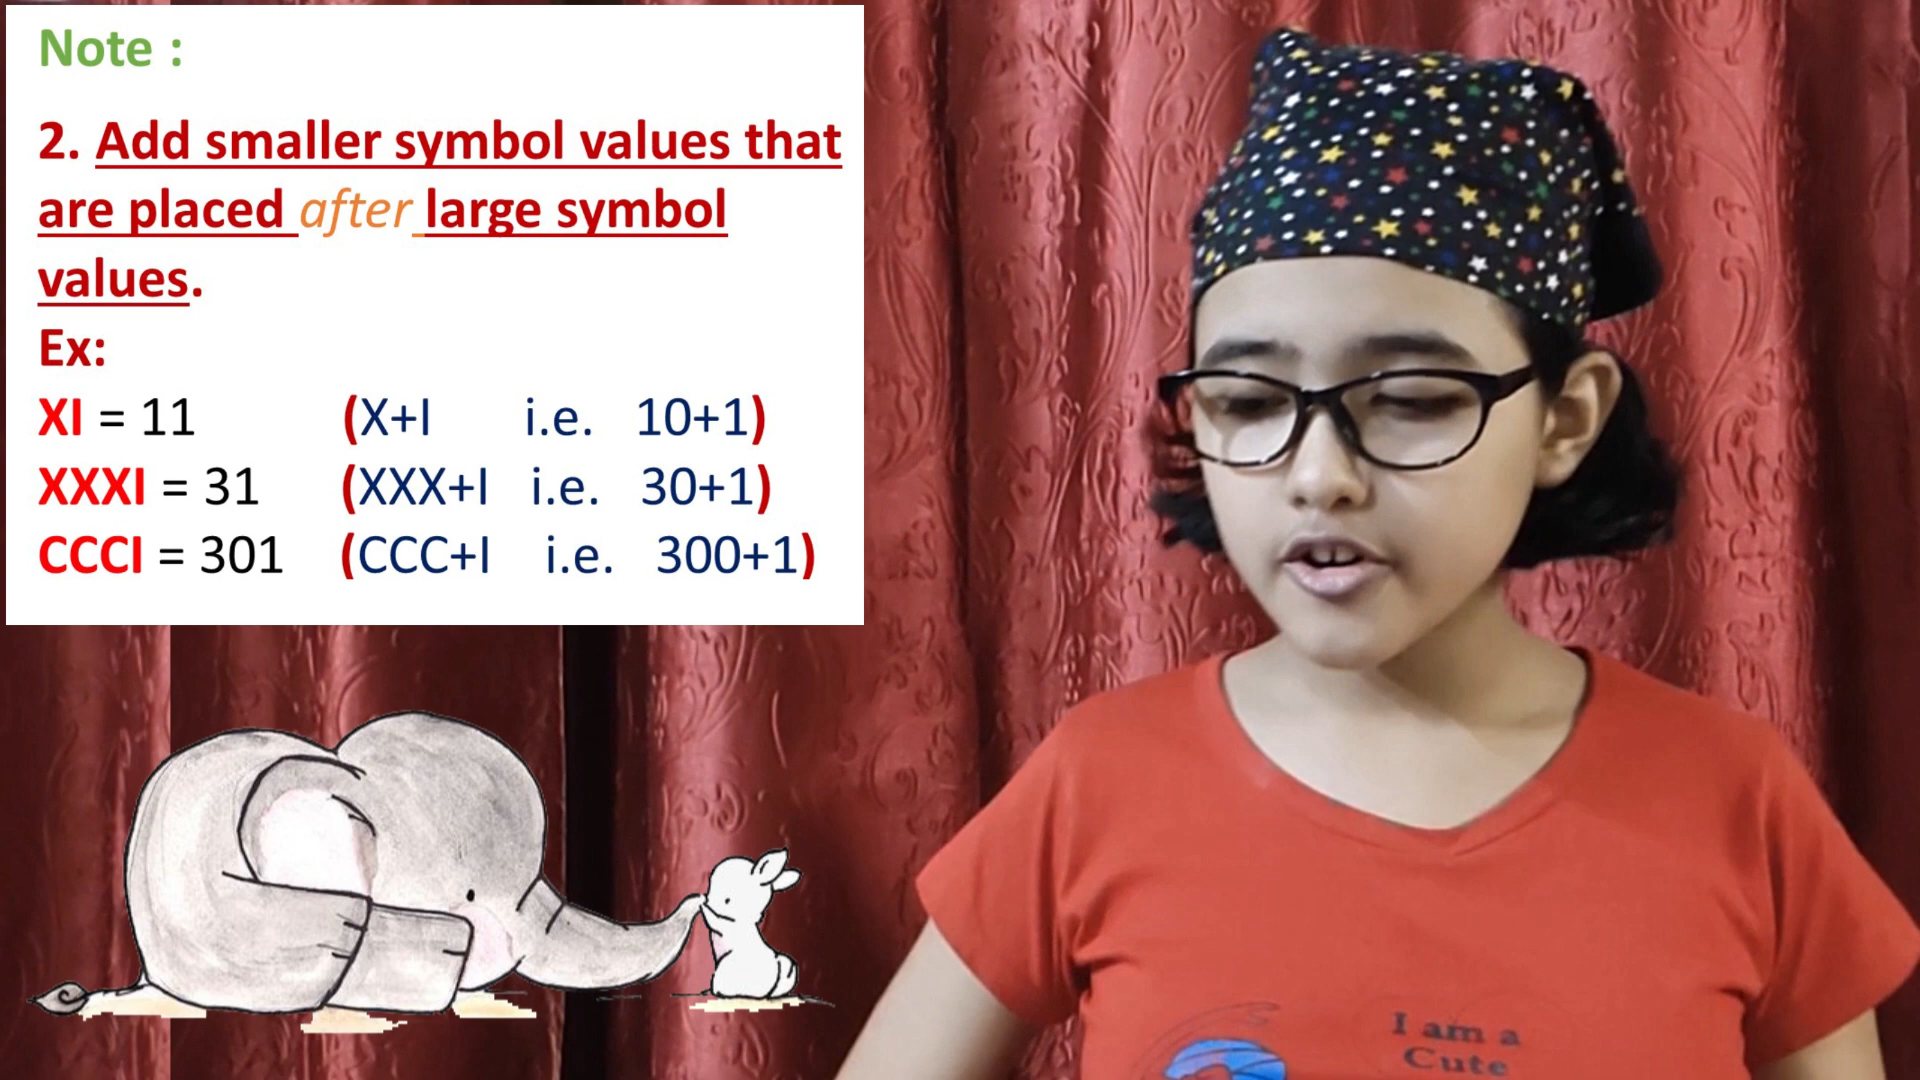 Note :
2. Add smaller symbol values that
are placed after large symbol
values.
Ex:
XI = 11 (X+I i.e. 10+1)
XXXI = 31 (XXX+I i.e. 30+1)
CCCI = 301 (CCC+I i.e. 300+1)
I am a
Cute